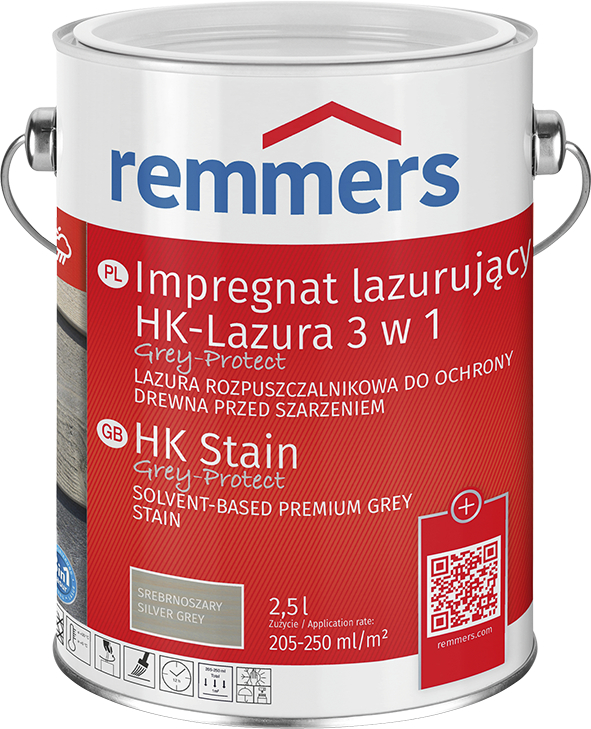 remmers
PL Impregnat lazurujący
HK-Lazura 3 w 1
Grey-Protect
LAZURA ROZPUSZCZALNIKOWA DO OCHRONY
DREWNA PRZED SZARZENIEM
GB HK Stain
Grey-Protect
SOLVENT-BASED PREMIUM GREY
STAIN
SREBRNOSZARY
SILVER GREY
2,5 l
Zużycie / Application rate:
205-250 ml/m²
remmers.com
12 h